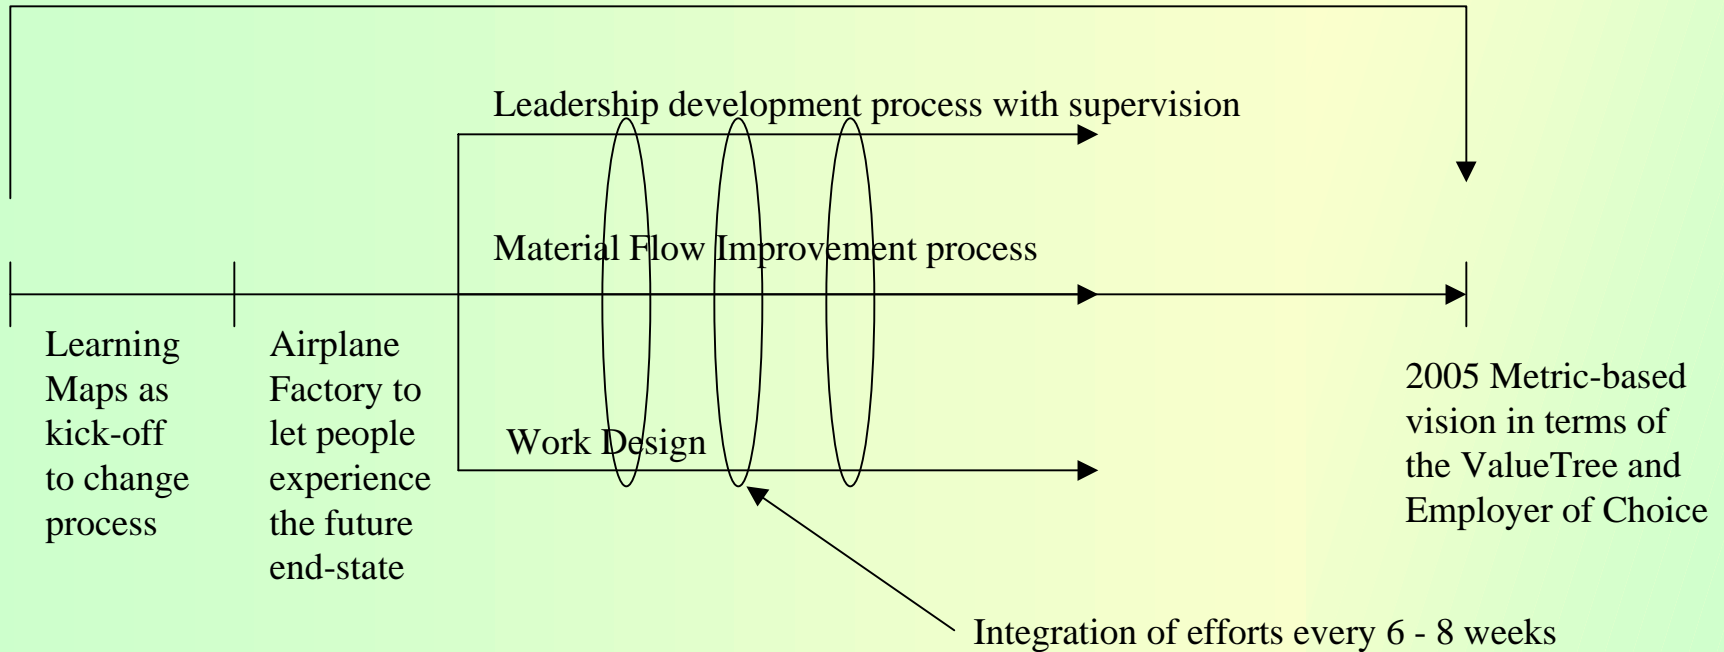 Leadership development process with supervision
Material Flow Improvement process
Learning
Maps as
kick-off
to change
process
Airplane
Factory to
let people
experience
the future
end-state
Work Design
2005 Metric-based
vision in terms of
the ValueTree and
Employer of Choice
Integration of efforts every 6 - 8 weeks